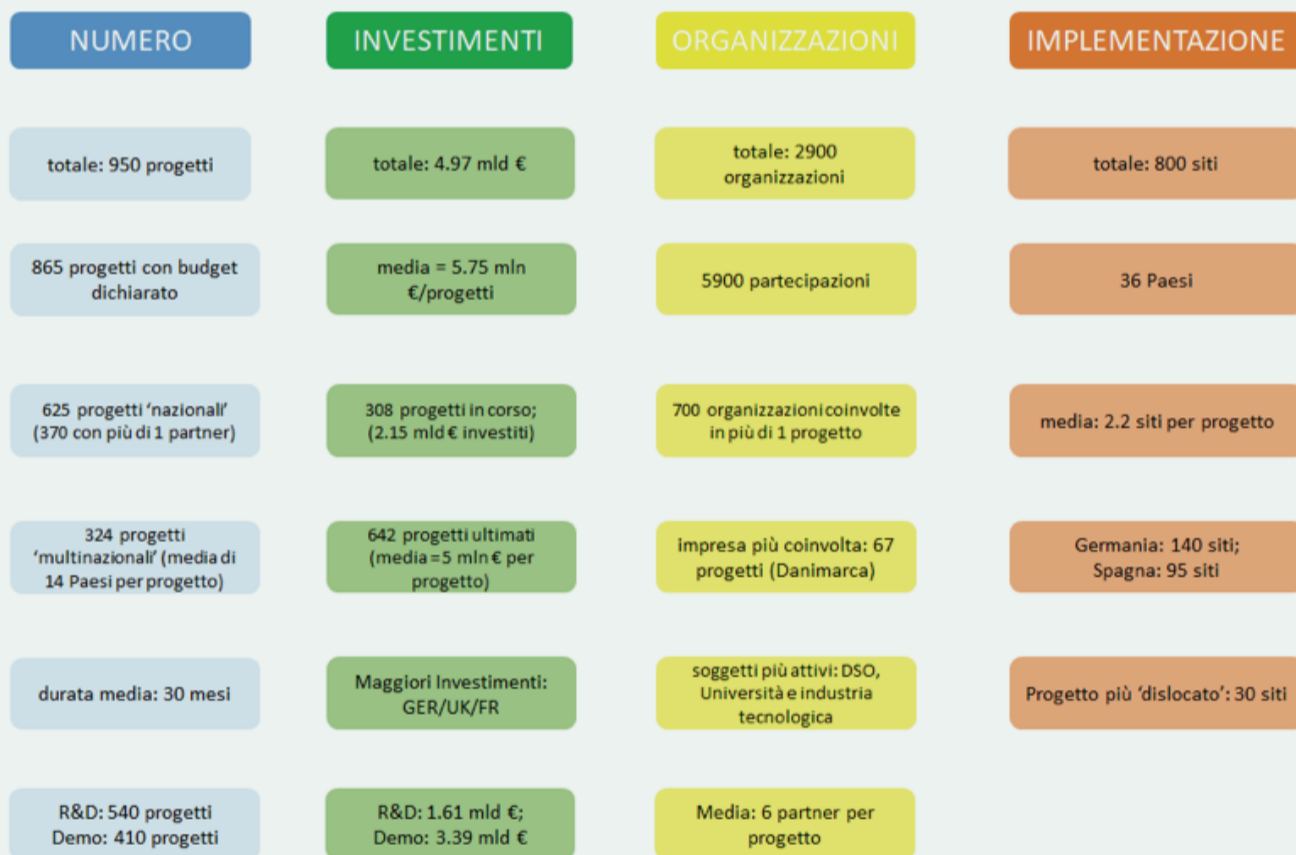 NUMERO
INVESTIMENTI
ORGANIZZAZIONI
IMPLEMENTAZIONE
totale: 950 progetti
totale: 4.97 mld €
totale: 2900
organizzazioni
totale: 800 siti
865 progetti con budget
dichiarato
media = 5.75 mln
€/progetti
5900 partecipazioni
36 Paesi
625 progetti ‘nazionali’
(370 con più di 1 partner)
308 progetti in corso;
(2.15 mld € investiti)
700 organizzazioni coinvolte
in più di 1 progetto
media: 2.2 siti per progetto
324 progetti
‘multinazionali’ (media di
14 Paesi per progetto)
642 progetti ultimati
(media=5 mln € per
progetto)
impresa più coinvolta: 67
progetti (Danimarca)
Germania: 140 siti;
Spagna: 95 siti
durata media: 30 mesi
Maggiori Investimenti:
GER/UK/FR
soggetti più attivi: DSO,
Università e industria
tecnologica
Progetto più ‘dislocato’: 30 siti
R&D: 540 progetti
Demo: 410 progetti
R&D: 1.61 mld €;
Demo: 3.39 mld €
Media: 6 partner per
progetto